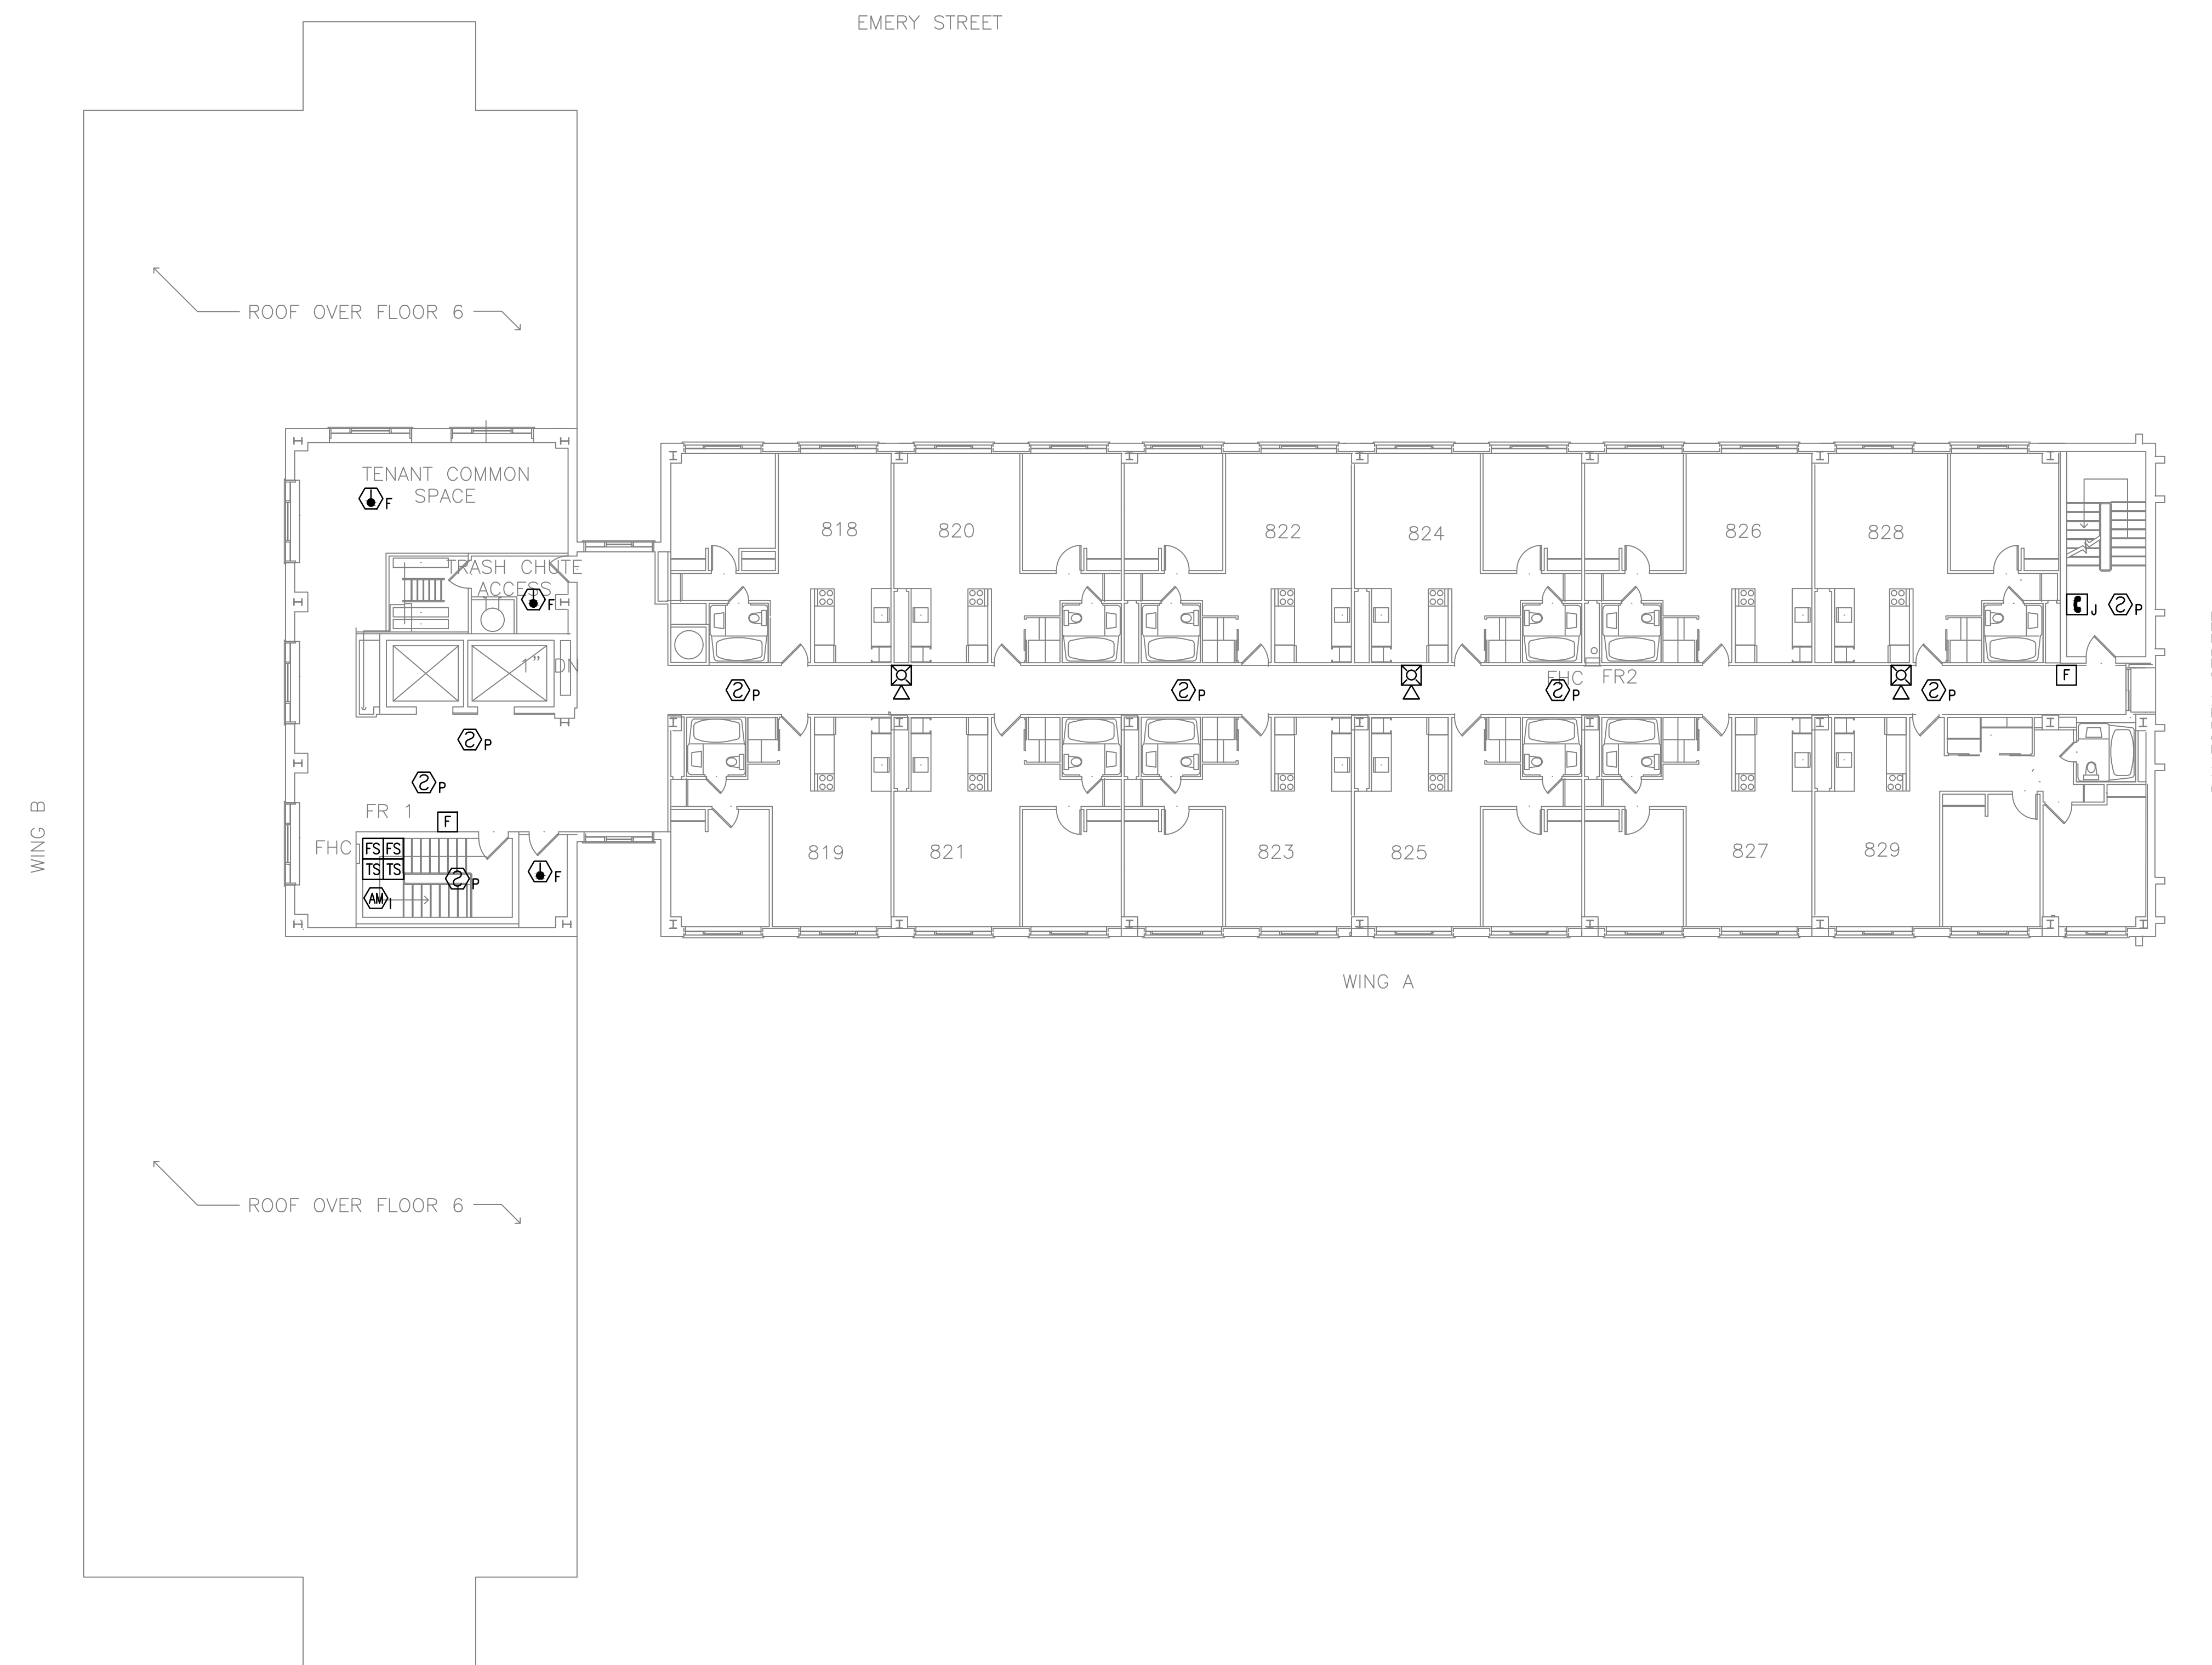 EMERY STREET
ROOF OVER FLOOR 6
TENANT COMMON
SPACE
F
TRASH CHUTE
ACCESS
F
1" DN
818
820
822
824
826
828
J
S P
FHC FR2
S P
S P
S P
S P
F
S P
S P
FR 1
F
FHC
FS FS
TS TS
AM I
S P
F
819
821
823
825
827
829
WING B
WING A
ROOF OVER FLOOR 6